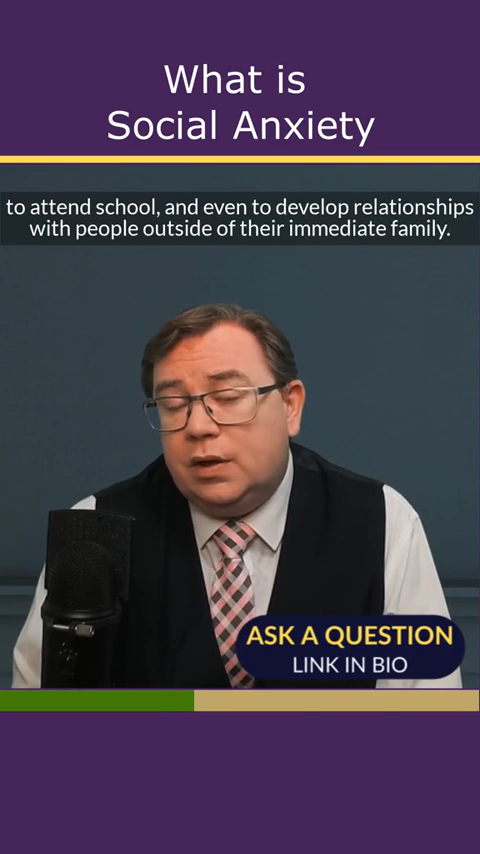 What is
Social Anxiety
to attend school, and even to develop relationships
with people outside of their immediate family.
ASK A QUESTION
LINK IN BIO